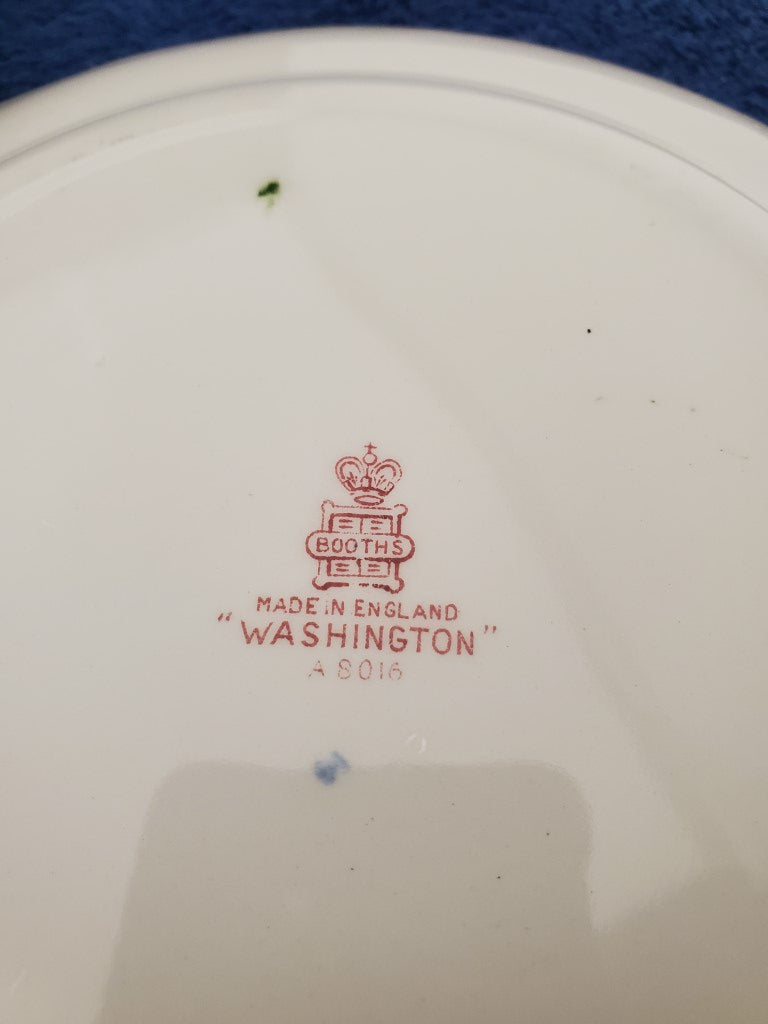 BOOTHS
MADE IN ENGLAND
"WASHINGTON"
A 8016